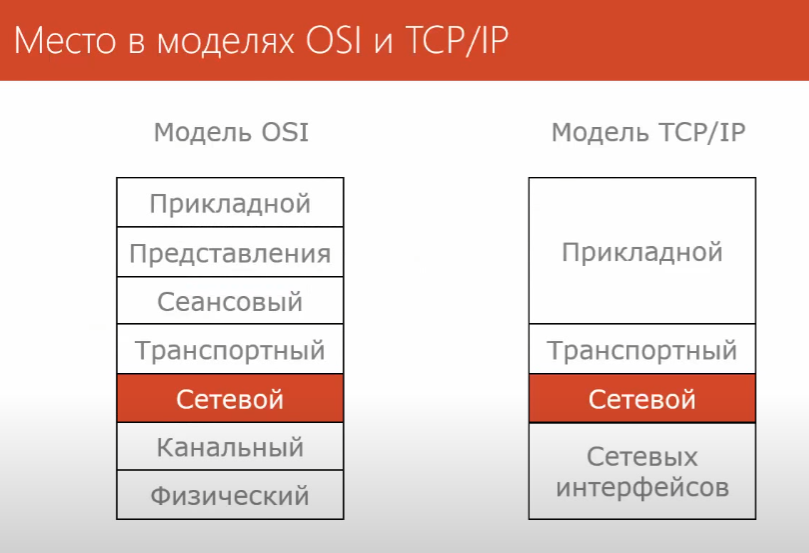 Место в моделях OSI и TCP/IP
Модель OSI
Прикладной
Представления
Сеансовый
Транспортный
Сетевой
Канальный
Физический
Модель TCP/IP
Прикладной
Транспортный
Сетевой
Сетевых
интерфейсов